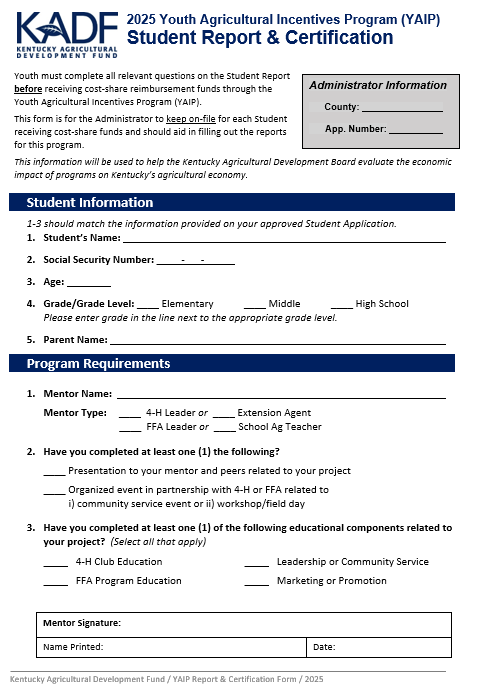 KADF
KENTUCKY AGRICULTURAL
DEVELOPMENT FUND
2025 Youth Agricultural Incentives Program (YAIP)
Student Report & Certification
Youth must complete all relevant questions on the Student Report
before receiving cost-share reimbursement funds through the
Youth Agricultural Incentives Program (YAIP).
This form is for the Administrator to keep on-file for each Student
receiving cost-share funds and should aid in filling out the reports
for this program.
Administrator Information
County: ___________________
App. Number: _____________
This information will be used to help the Kentucky Agricultural Development Board evaluate the economic
impact of programs on Kentucky's agricultural economy.
Student Information
1-3 should match the information provided on your approved Student Application.
1. Student's Name: ______________________________
2. Social Security Number: _____-___-______
3. Age: ________
4. Grade/Grade Level: ____ Elementary ____ Middle ____ High School
Please enter grade in the line next to the appropriate grade level.
5. Parent Name: ______________________________
Program Requirements
1. Mentor Name: ______________________________
Mentor Type: ____ 4-H Leader or ____ Extension Agent
____ FFA Leader or ____ School Ag Teacher
2. Have you completed at least one (1) the following?
____ Presentation to your mentor and peers related to your project
____ Organized event in partnership with 4-H or FFA related to
i) community service event or ii) workshop/field day
3. Have you completed at least one (1) of the following educational components related to
your project? (Select all that apply)
____ 4-H Club Education ____ Leadership or Community Service
____ FFA Program Education ____ Marketing or Promotion
Mentor Signature:
Name Printed: Date:
Kentucky Agricultural Development Fund / YAIP Report & Certification Form / 2025